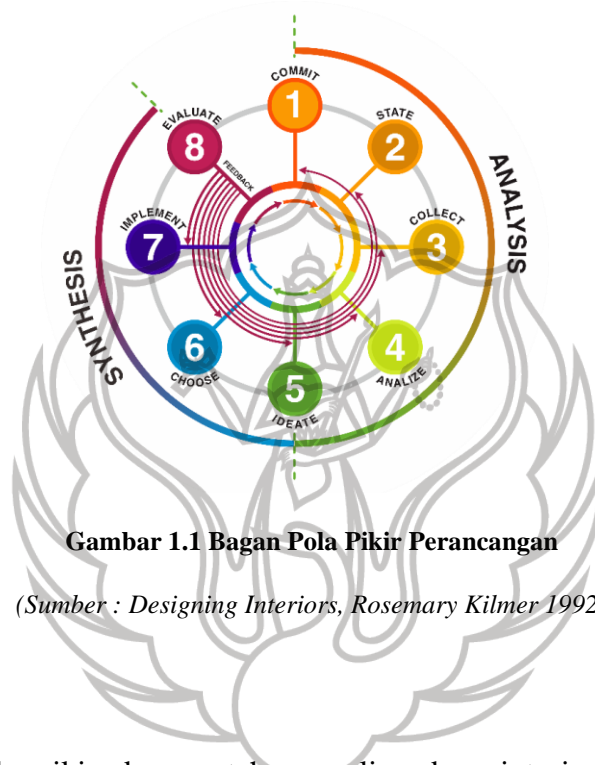 COMMIT
1
STATE
2
COLLECT
3
ANALIZE
4
IDEATE
5
CHOOSE
6
IMPLEMENT
7
EVALUATE
8
FEEDBACK
ANALYSIS
SYNTHESIS
Gambar 1.1 Bagan Pola Pikir Perancangan
(Sumber : Designing Interiors, Rosemary Kilmer 1992